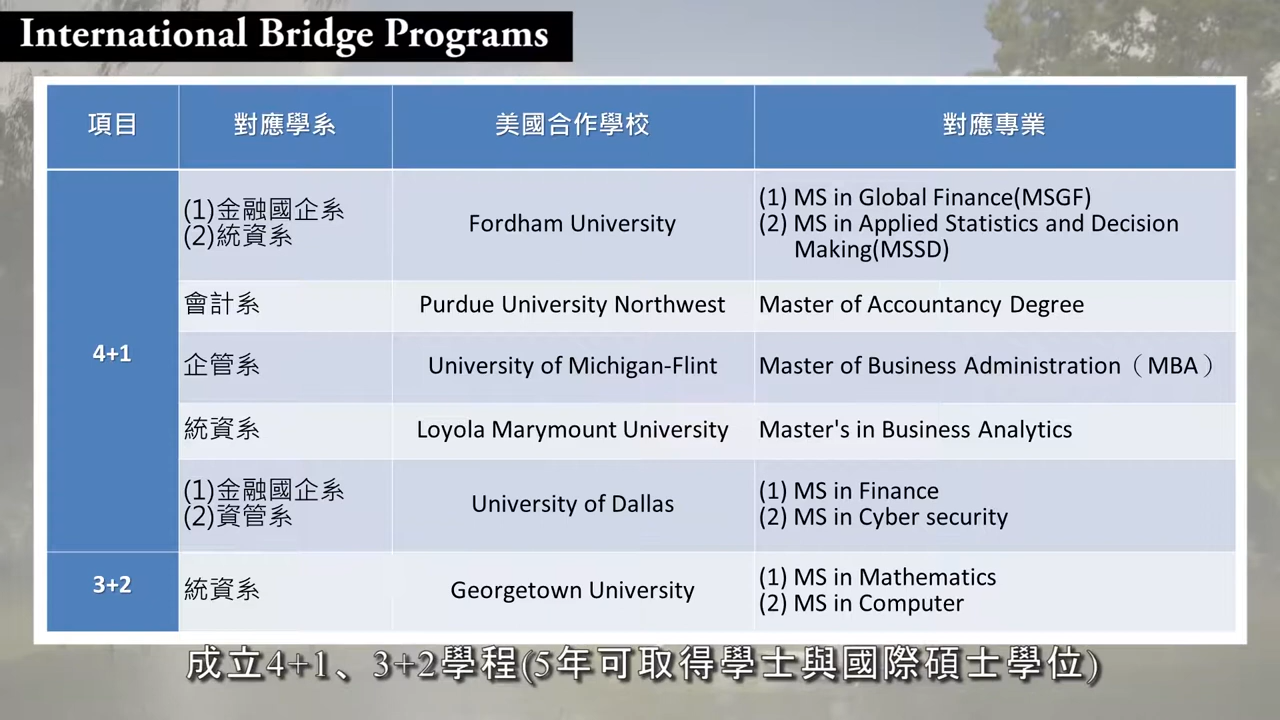 International Bridge Programs
項目
對應學系
美國合作學校
對應專業
4+1
(1)金融國企系
(2)統資系
Fordham University
(1) MS in Global Finance(MSGF)
(2) MS in Applied Statistics and Decision
Making(MSSD)
會計系
Purdue University Northwest
Master of Accountancy Degree
企管系
University of Michigan-Flint
Master of Business Administration（MBA）
統資系
Loyola Marymount University
Master's in Business Analytics
(1)金融國企系
(2)資管系
University of Dallas
(1) MS in Finance
(2) MS in Cyber security
3+2
統資系
Georgetown University
(1) MS in Mathematics
(2) MS in Computer
成立4+1、3+2學程(5年可取得學士與國際碩士學位)